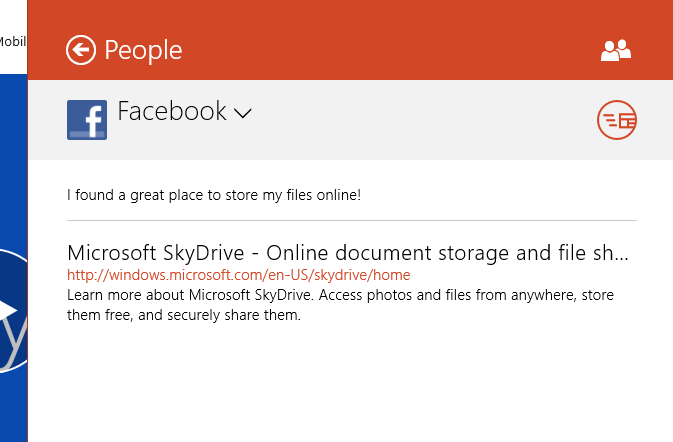 Mobil
People
Facebook
I found a great place to store my files online!
Microsoft SkyDrive - Online document storage and file sh...
http://windows.microsoft.com/en-US/skydrive/home
Learn more about Microsoft SkyDrive. Access photos and files from anywhere, store
them free, and securely share them.
y